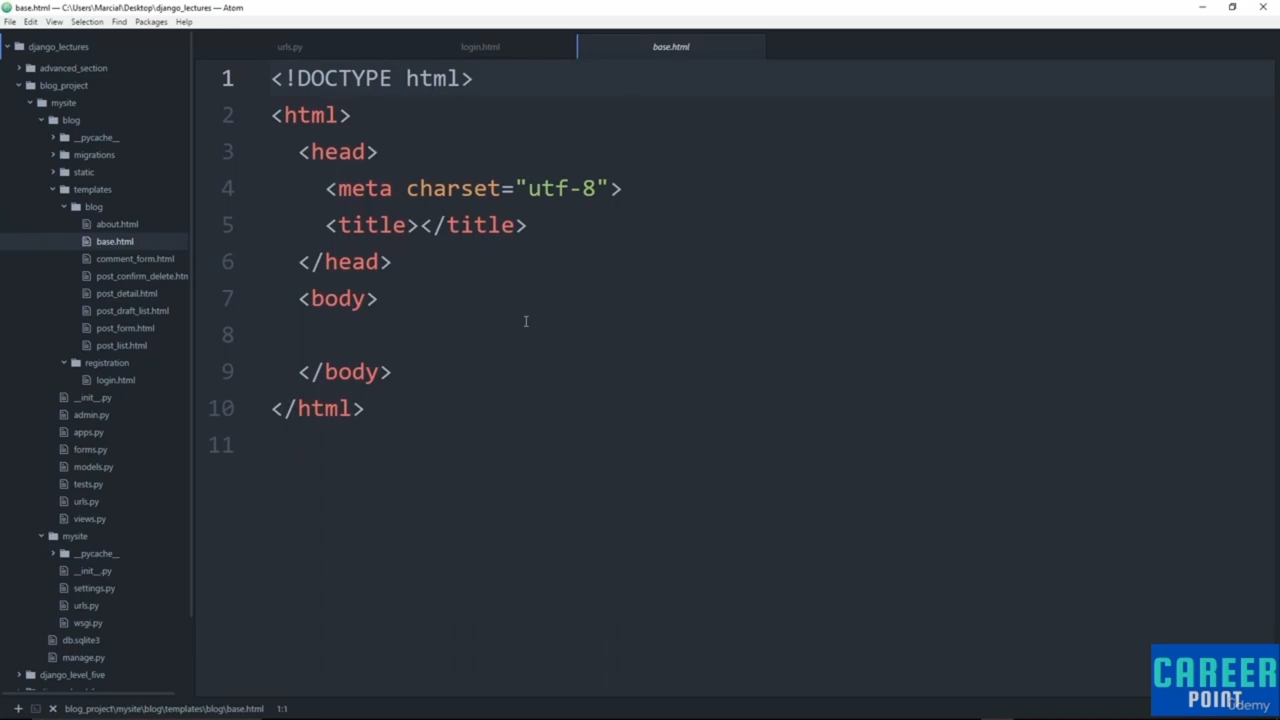 base.html — C:\Users\Marcial\Desktop\django_lectures — Atom
File Edit View Selection Find Packages Help
django_lectures
advanced_section
blog_project
mysite
blog
__pycache__
migrations
static
templates
blog
about.html
base.html
comment_form.html
post_confirm_delete.htm
post_detail.html
post_draft_list.html
post_form.html
post_list.html
registration
login.html
__init__.py
admin.py
apps.py
forms.py
models.py
tests.py
urls.py
views.py
mysite
__pycache__
__init__.py
settings.py
urls.py
wsgi.py
db.sqlite3
manage.py
django_level_five
urls.py login.html base.html
1 <!DOCTYPE html>
2 <html>
3 <head>
4 <meta charset="utf-8">
5 <title></title>
6 </head>
7 <body>
8
9 </body>
10 </html>
11
blog_project\mysite\blog\templates\blog\base.html 1:1
CAREER
POINT
Udemy